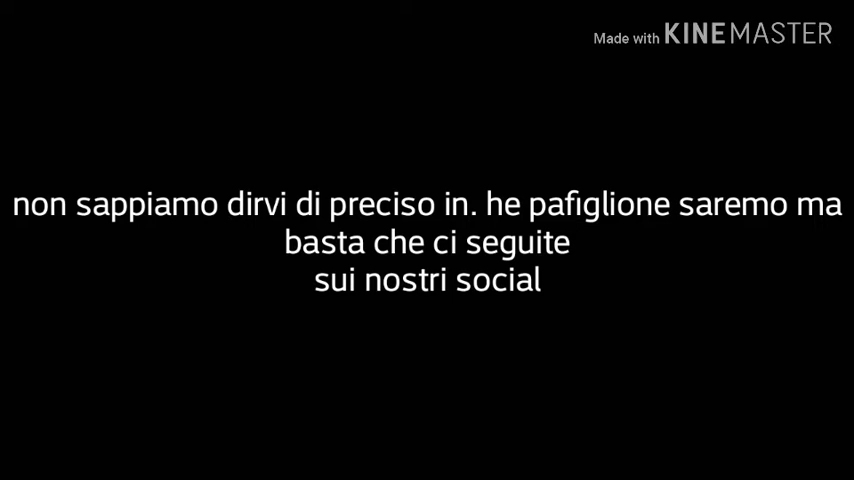 Made with KINEMASTER
non sappiamo dirvi di preciso in. he pafiglione saremo ma
basta che ci seguite
sui nostri social